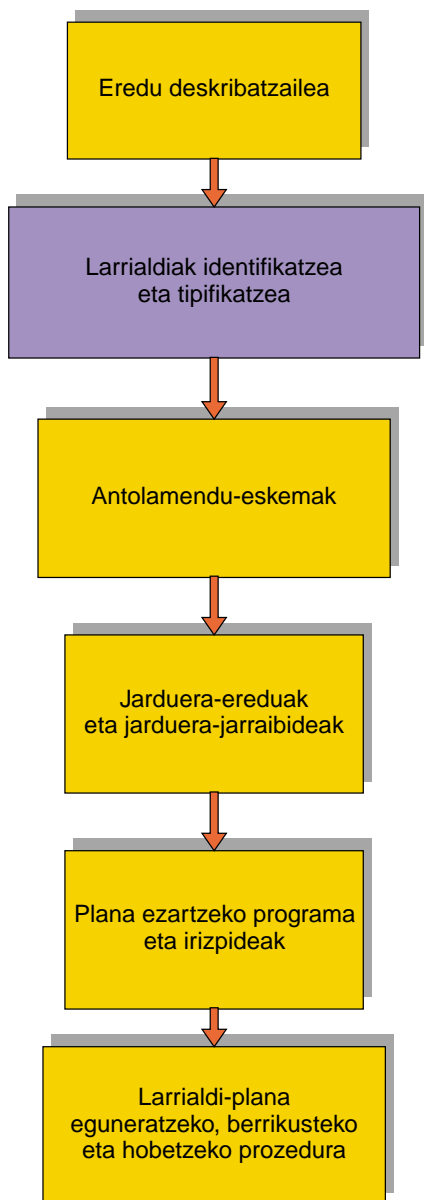 Eredu deskribatzailea
Larrialdiak identifikatzea
eta tipifikatzea
Antolamendu-eskemak
Jarduera-ereduak
eta jarduera-jarraibideak
Plana ezartzeko programa
eta irizpideak
Larrialdi-plana
eguneratzeko, berrikusteko
eta hobetzeko prozedura